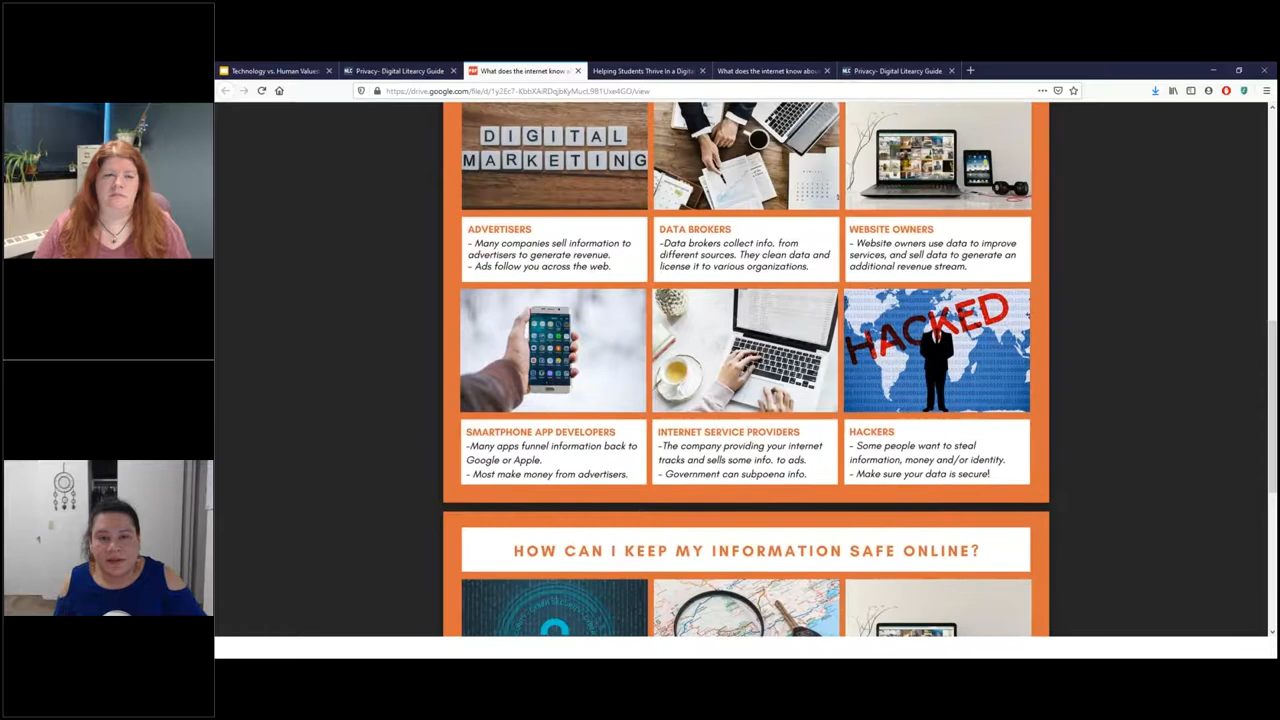 Technology vs. Human Values
Privacy- Digital Litearcy Guide
What does the internet know a
Helping Students Thrive In a Digita
What does the internet know abou
Privacy- Digital Litearcy Guide
DIGITAL
MARKETING
ADVERTISERS
- Many companies sell information to
advertisers to generate revenue.
- Ads follow you across the web.
DATA BROKERS
-Data brokers collect info. from
different sources. They clean data and
license it to various organizations.
WEBSITE OWNERS
- Website owners use data to improve
services, and sell data to generate an
additional revenue stream.
HACKED
SMARTPHONE APP DEVELOPERS
-Many apps funnel information back to
Google or Apple.
- Most make money from advertisers.
INTERNET SERVICE PROVIDERS
-The company providing your internet
tracks and sells some info. to ads.
- Government can subpoena info.
HACKERS
- Some people want to steal
information, money and/or identity.
- Make sure your data is secure!
HOW CAN I KEEP MY INFORMATION SAFE ONLINE?